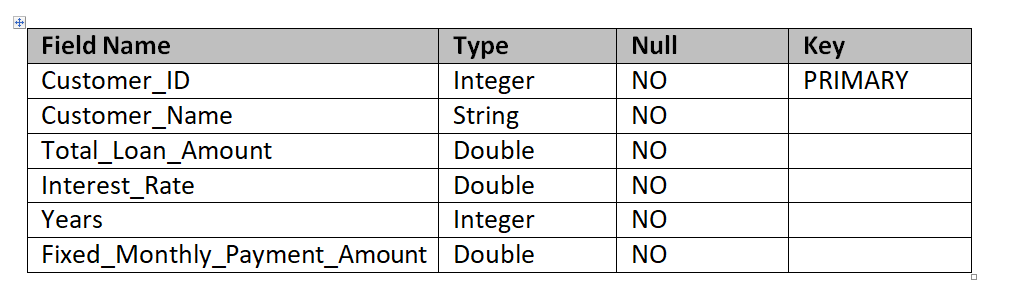 Field Name Type Null Key
Customer_ID Integer NO PRIMARY
Customer_Name String NO
Total_Loan_Amount Double NO
Interest_Rate Double NO
Years Integer NO
Fixed_Monthly_Payment_Amount Double NO